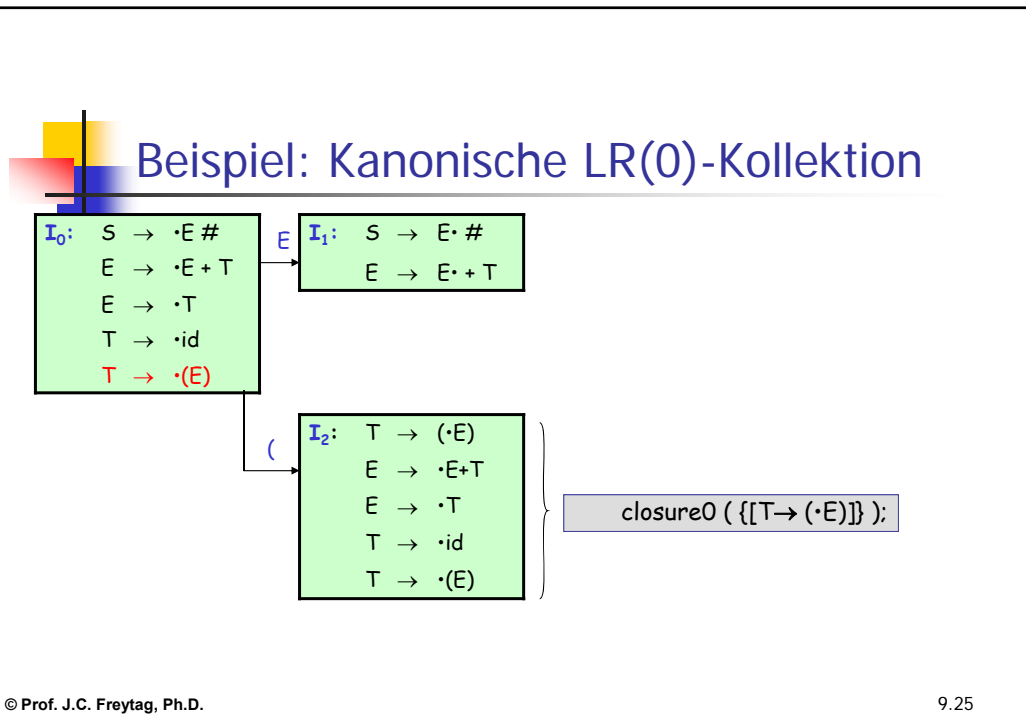 Beispiel: Kanonische LR(0)-Kollektion
I₀: S → ·E #
E → ·E + T
E → ·T
T → ·id
T → ·(E)
E
I₁: S → E· #
E → E· + T
(
I₂: T → (·E)
E → ·E+T
E → ·T
T → ·id
T → ·(E)
closure0 ( {[T→ (·E)]} );
© Prof. J.C. Freytag, Ph.D.
9.25